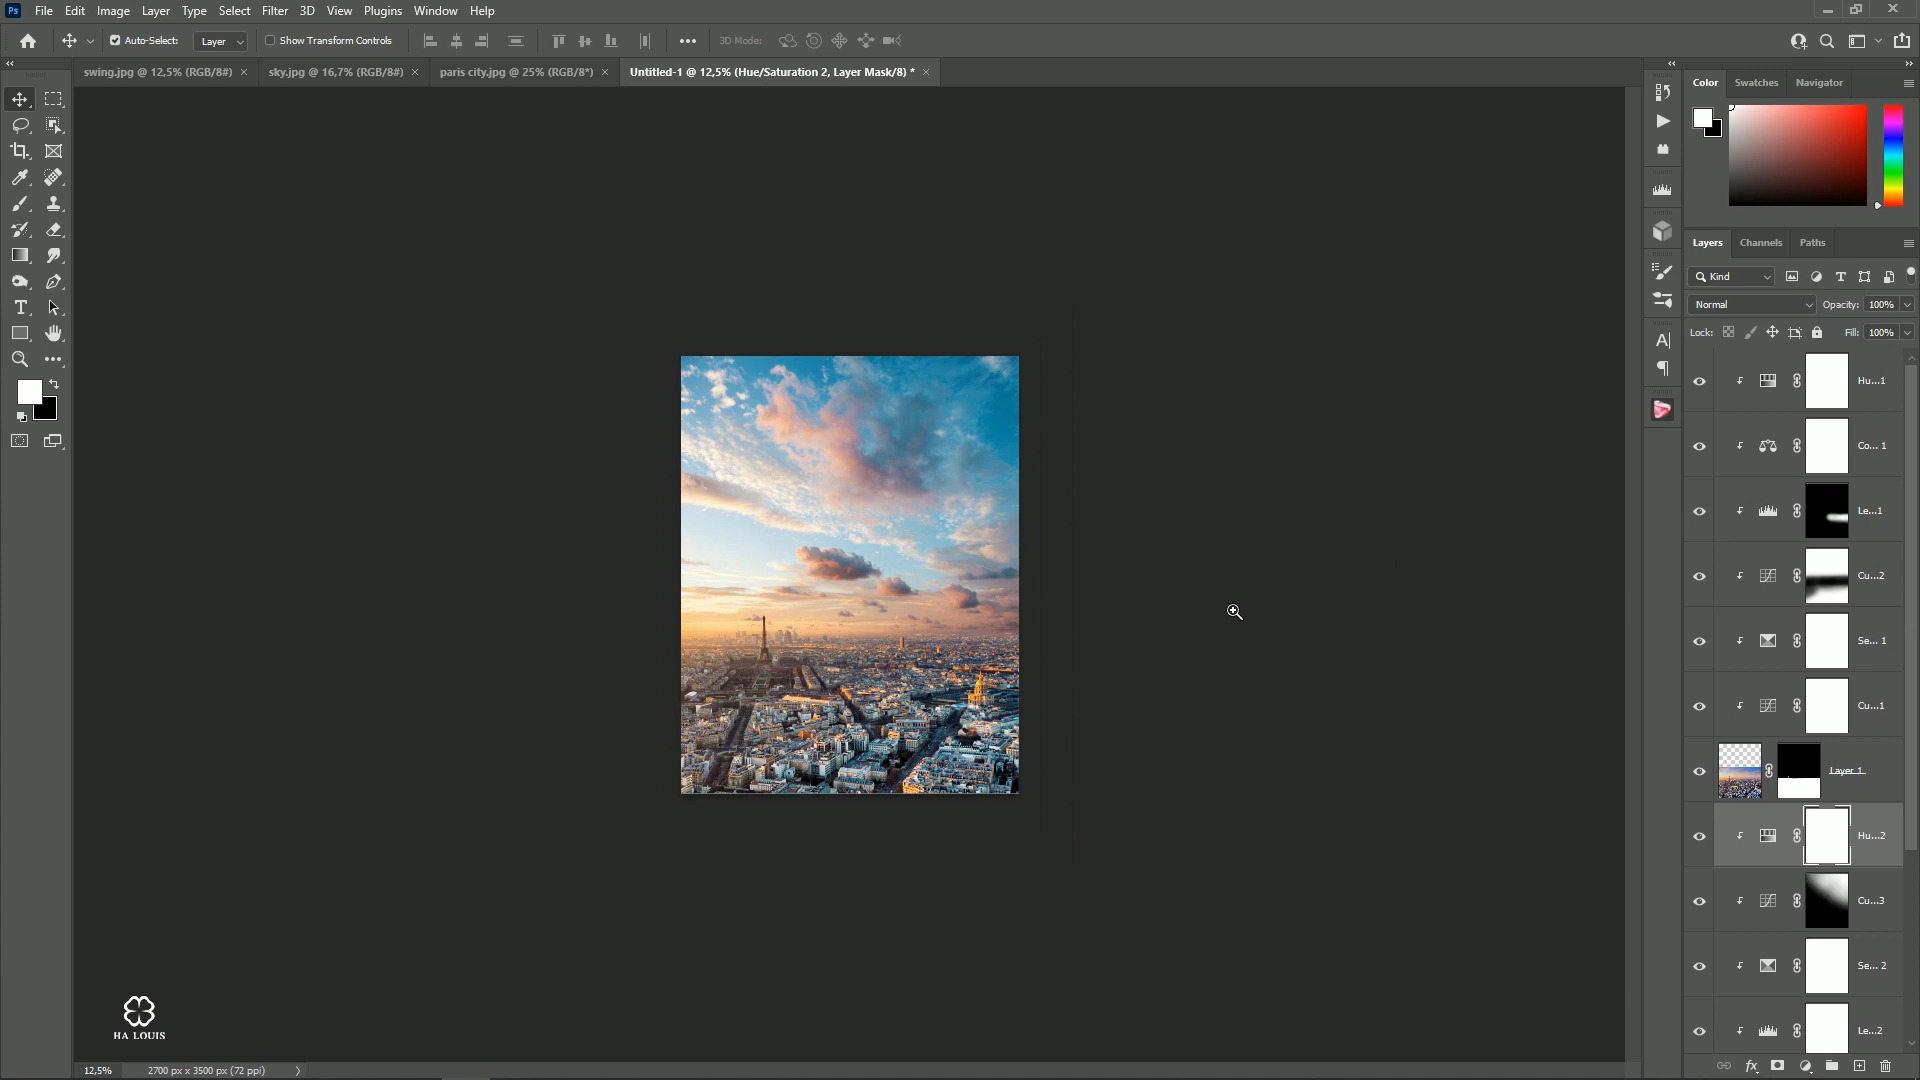 Ps File Edit Image Layer Type Select Filter 3D View Plugins Window Help
Auto-Select: Layer Show Transform Controls 3D Mode:
swing.jpg @ 12,5% (RGB/8#) sky.jpg @ 16,7% (RGB/8#) paris city.jpg @ 25% (RGB/8*) Untitled-1 @ 12,5% (Hue/Saturation 2, Layer Mask/8) *
Color Swatches Navigator
Layers Channels Paths
Kind
Normal Opacity: 100%
Lock: Fill: 100%
Hu...1
Co... 1
Le...1
Cu...2
Se... 1
Cu...1
Layer 1
Hu...2
Cu...3
Se... 2
Le...2
HA LOUIS
12,5% 2700 px x 3500 px (72 ppi)